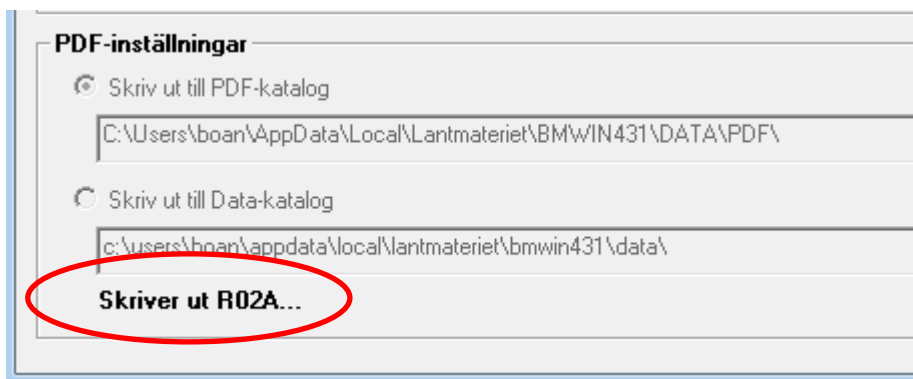 PDF-inställningar
Skriv ut till PDF-katalog
C:\Users\boan\AppData\Local\Lantmateriet\BMWIN431\DATA\PDF\
Skriv ut till Data-katalog
c:\users\boan\appdata\local\lantmateriet\bmwin431\data\
Skriver ut R02A...